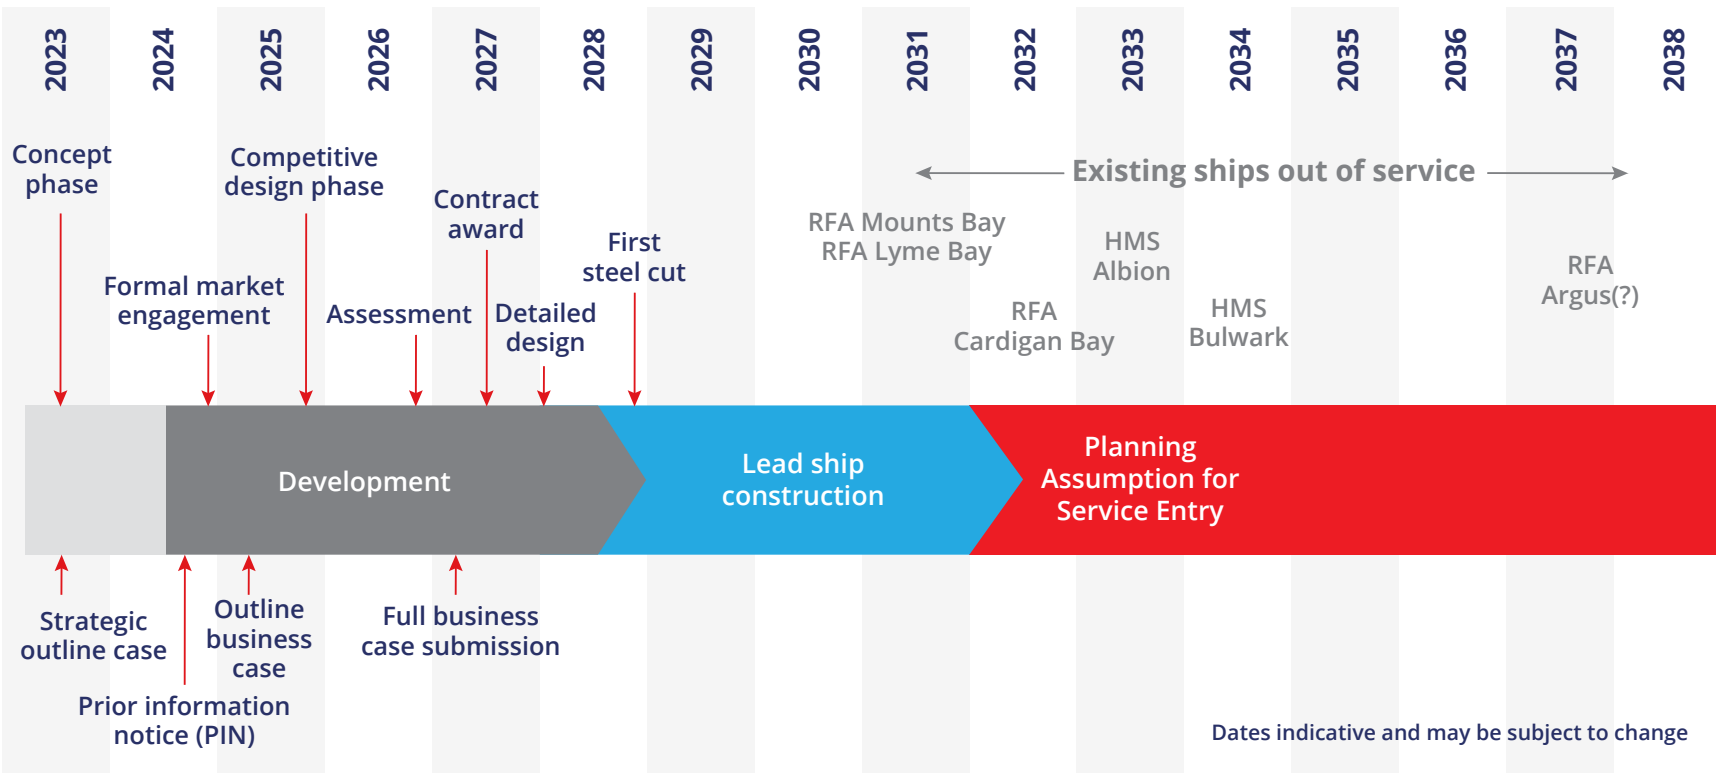 2023
2024
2025
2026
2027
2028
2029
2030
2031
2032
2033
2034
2035
2036
2037
2038
Concept
phase
Formal market
engagement
Competitive
design phase
Assessment
Contract
award
Detailed
design
First
steel cut
Existing ships out of service
RFA Mounts Bay
RFA Lyme Bay
RFA
Cardigan Bay
HMS
Albion
HMS
Bulwark
RFA
Argus(?)
Development
Lead ship
construction
Planning
Assumption for
Service Entry
Strategic
outline case
Prior information
notice (PIN)
Outline
business
case
Full business
case submission
Dates indicative and may be subject to change